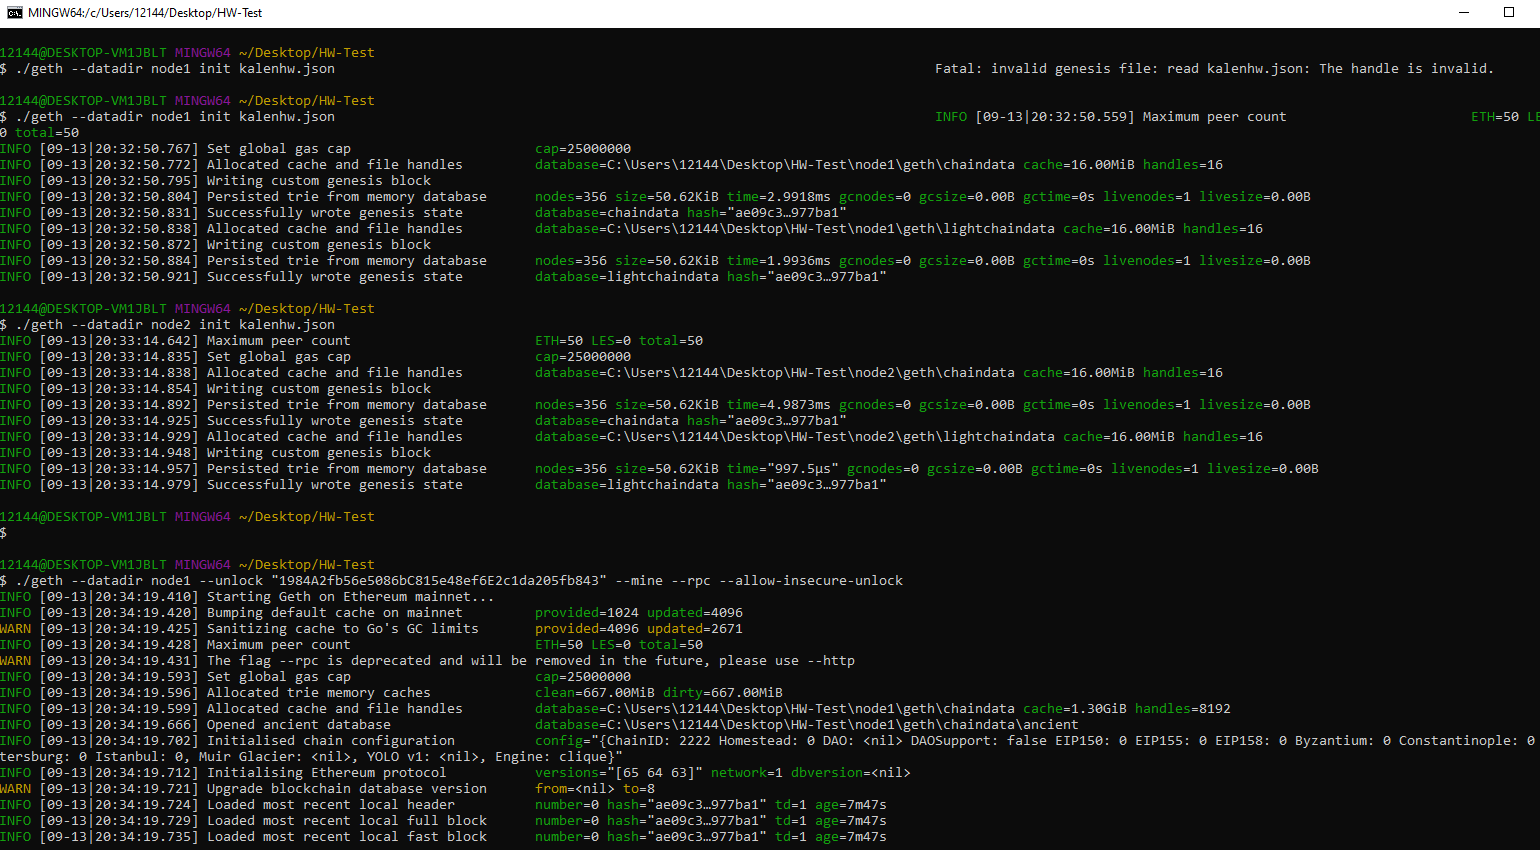 MINGW64:/c/Users/12144/Desktop/HW-Test
12144@DESKTOP-VM1JBLT MINGW64 ~/Desktop/HW-Test
$ ./geth --datadir node1 init kalenhw.json Fatal: invalid genesis file: read kalenhw.json: The handle is invalid.
12144@DESKTOP-VM1JBLT MINGW64 ~/Desktop/HW-Test
$ ./geth --datadir node1 init kalenhw.json INFO [09-13|20:32:50.559] Maximum peer count ETH=50 LE
0 total=50
INFO [09-13|20:32:50.767] Set global gas cap cap=25000000
INFO [09-13|20:32:50.772] Allocated cache and file handles database=C:\Users\12144\Desktop\HW-Test\node1\geth\chaindata cache=16.00MiB handles=16
INFO [09-13|20:32:50.795] Writing custom genesis block
INFO [09-13|20:32:50.804] Persisted trie from memory database nodes=356 size=50.62KiB time=2.9918ms gcnodes=0 gcsize=0.00B gctime=0s livenodes=1 livesize=0.00B
INFO [09-13|20:32:50.831] Successfully wrote genesis state database=chaindata hash="ae09c3…977ba1"
INFO [09-13|20:32:50.838] Allocated cache and file handles database=C:\Users\12144\Desktop\HW-Test\node1\geth\lightchaindata cache=16.00MiB handles=16
INFO [09-13|20:32:50.872] Writing custom genesis block
INFO [09-13|20:32:50.884] Persisted trie from memory database nodes=356 size=50.62KiB time=1.9936ms gcnodes=0 gcsize=0.00B gctime=0s livenodes=1 livesize=0.00B
INFO [09-13|20:32:50.921] Successfully wrote genesis state database=lightchaindata hash="ae09c3…977ba1"
12144@DESKTOP-VM1JBLT MINGW64 ~/Desktop/HW-Test
$ ./geth --datadir node2 init kalenhw.json
INFO [09-13|20:33:14.642] Maximum peer count ETH=50 LES=0 total=50
INFO [09-13|20:33:14.835] Set global gas cap cap=25000000
INFO [09-13|20:33:14.838] Allocated cache and file handles database=C:\Users\12144\Desktop\HW-Test\node2\geth\chaindata cache=16.00MiB handles=16
INFO [09-13|20:33:14.854] Writing custom genesis block
INFO [09-13|20:33:14.892] Persisted trie from memory database nodes=356 size=50.62KiB time=4.9873ms gcnodes=0 gcsize=0.00B gctime=0s livenodes=1 livesize=0.00B
INFO [09-13|20:33:14.925] Successfully wrote genesis state database=chaindata hash="ae09c3…977ba1"
INFO [09-13|20:33:14.929] Allocated cache and file handles database=C:\Users\12144\Desktop\HW-Test\node2\geth\lightchaindata cache=16.00MiB handles=16
INFO [09-13|20:33:14.948] Writing custom genesis block
INFO [09-13|20:33:14.957] Persisted trie from memory database nodes=356 size=50.62KiB time="997.5µs" gcnodes=0 gcsize=0.00B gctime=0s livenodes=1 livesize=0.00B
INFO [09-13|20:33:14.979] Successfully wrote genesis state database=lightchaindata hash="ae09c3…977ba1"
12144@DESKTOP-VM1JBLT MINGW64 ~/Desktop/HW-Test
$
12144@DESKTOP-VM1JBLT MINGW64 ~/Desktop/HW-Test
$ ./geth --datadir node1 --unlock "1984A2fb56e5086bC815e48ef6E2c1da205fb843" --mine --rpc --allow-insecure-unlock
INFO [09-13|20:34:19.410] Starting Geth on Ethereum mainnet...
INFO [09-13|20:34:19.420] Bumping default cache on mainnet provided=1024 updated=4096
WARN [09-13|20:34:19.425] Sanitizing cache to Go's GC limits provided=4096 updated=2671
INFO [09-13|20:34:19.428] Maximum peer count ETH=50 LES=0 total=50
WARN [09-13|20:34:19.431] The flag --rpc is deprecated and will be removed in the future, please use --http
INFO [09-13|20:34:19.593] Set global gas cap cap=25000000
INFO [09-13|20:34:19.596] Allocated trie memory caches clean=667.00MiB dirty=667.00MiB
INFO [09-13|20:34:19.599] Allocated cache and file handles database=C:\Users\12144\Desktop\HW-Test\node1\geth\chaindata cache=1.30GiB handles=8192
INFO [09-13|20:34:19.666] Opened ancient database database=C:\Users\12144\Desktop\HW-Test\node1\geth\chaindata\ancient
INFO [09-13|20:34:19.702] Initialised chain configuration config="{ChainID: 2222 Homestead: 0 DAO: <nil> DAOSupport: false EIP150: 0 EIP155: 0 EIP158: 0 Byzantium: 0 Constantinople: 0
tersburg: 0 Istanbul: 0, Muir Glacier: <nil>, YOLO v1: <nil>, Engine: clique}"
INFO [09-13|20:34:19.712] Initialising Ethereum protocol versions="[65 64 63]" network=1 dbversion=<nil>
WARN [09-13|20:34:19.721] Upgrade blockchain database version from=<nil> to=8
INFO [09-13|20:34:19.724] Loaded most recent local header number=0 hash="ae09c3…977ba1" td=1 age=7m47s
INFO [09-13|20:34:19.729] Loaded most recent local full block number=0 hash="ae09c3…977ba1" td=1 age=7m47s
INFO [09-13|20:34:19.735] Loaded most recent local fast block number=0 hash="ae09c3…977ba1" td=1 age=7m47s